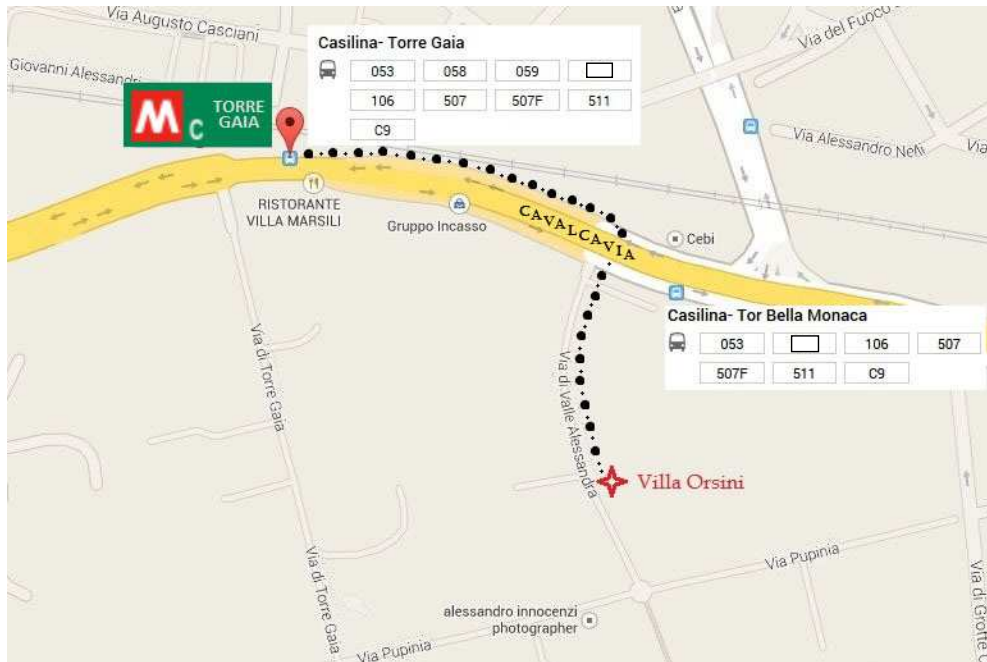 Via Augusto Casciani
Giovanni Alessandri
M C
TORRE
GAIA
Casilina- Torre Gaia
053 058 059
106 507 507F 511
C9
Via del Fuoco
Via Alessandro Nelli
Via
RISTORANTE
VILLA MARSILI
Gruppo Incasso
CAVALCAVIA
Cebi
Casilina- Tor Bella Monaca
053 106 507
507F 511 C9
Via di Torre Gaia
Via di Valle Alessandra
Villa Orsini
Via di Torre Gaia
Via Pupinia
alessandro innocenzi
photographer
Via Pupinia
Via di Grotte